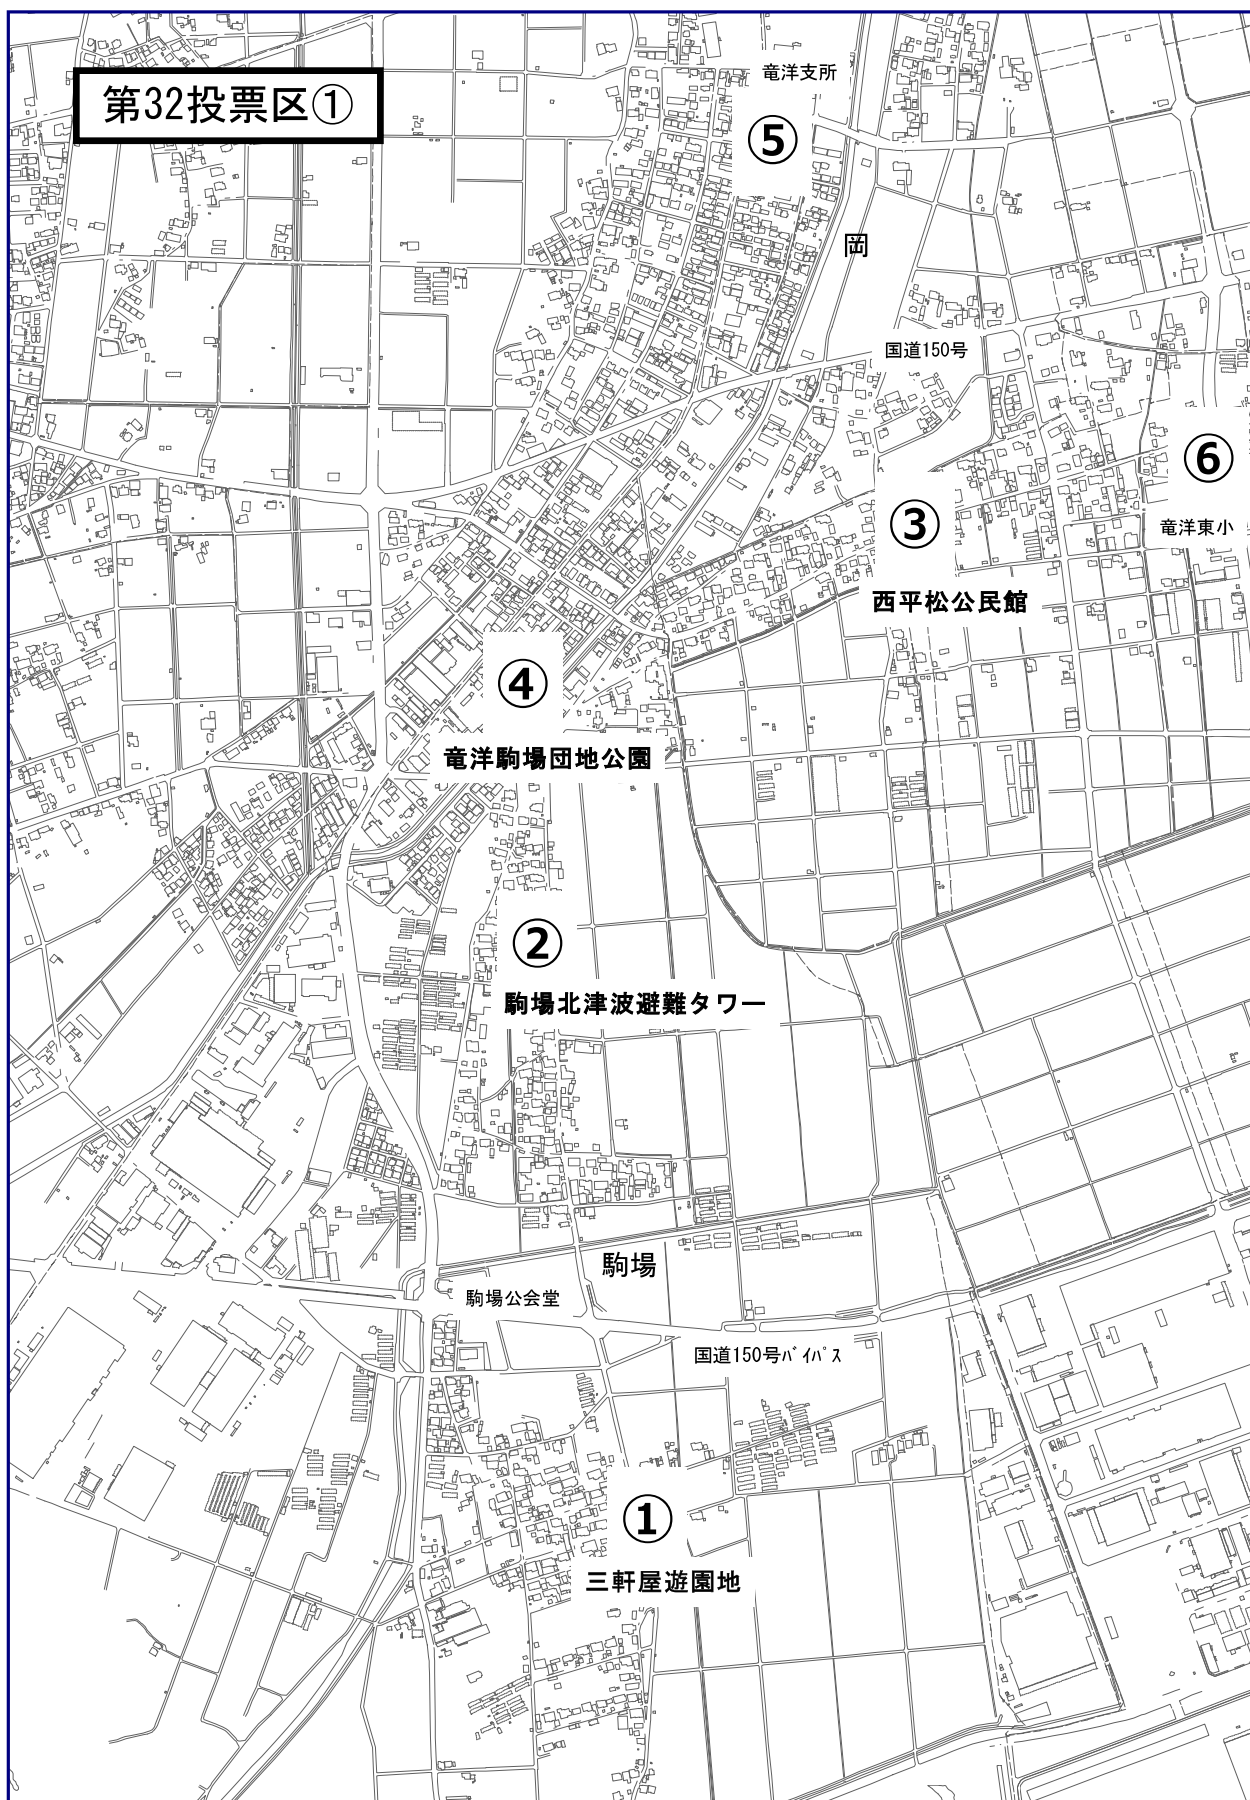 第32投票区①
竜洋支所
⑤
岡
国道150号
⑥
③
竜洋東小
西平松公民館
④
竜洋駒場団地公園
②
駒場北津波避難タワー
駒場
駒場公会堂
国道150号ﾊﾞｲﾊﾟｽ
①
三軒屋遊園地